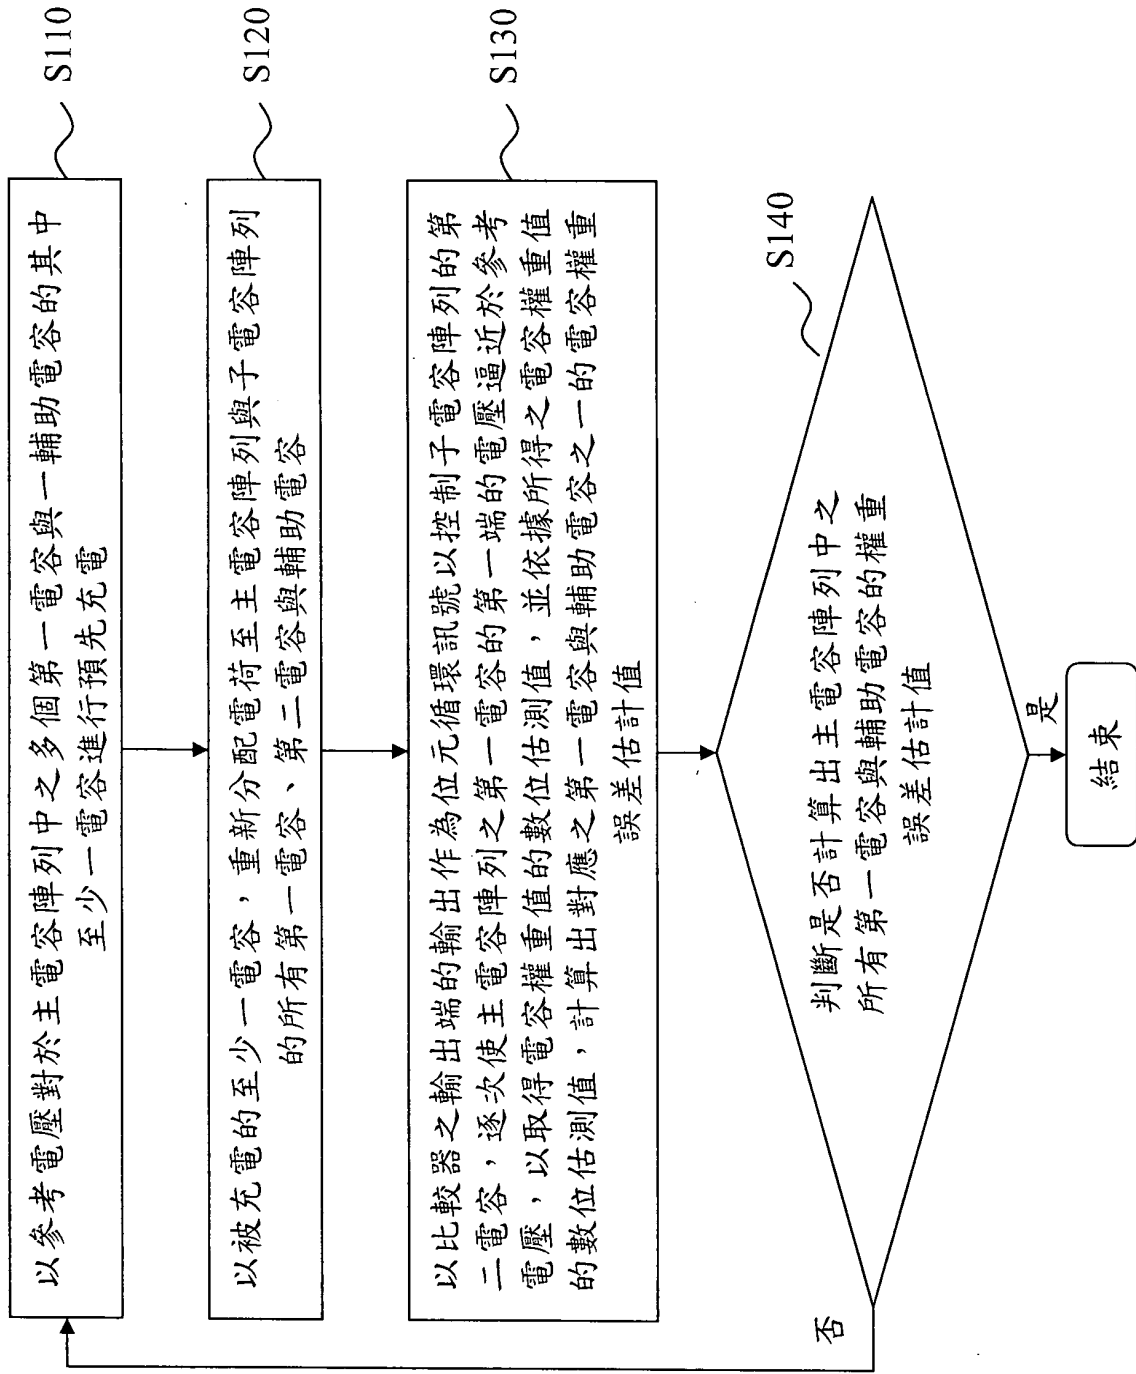 以參考電壓對於主電容陣列中之多個第一電容與一輔助電容的其中
至少一電容進行預先充電
S110
以被充電的至少一電容，重新分配電荷至主電容陣列與子電容陣列
的所有第一電容、第二電容與輔助電容
S120
以比較器之輸出端的輸出作為位元循環訊號以控制子電容陣列的第
二電容，逐次使主電容陣列之第一電容的第一端的電壓逼近於參考
電壓，以取得電容權重值的數位估測值，並依據所得之電容權重值
的數位估測值，計算出對應之第一電容與輔助電容之一的電容權重
誤差估計值
S130
判斷是否計算出主電容陣列中之
所有第一電容與輔助電容的權重
誤差估計值
S140
否
是
結束